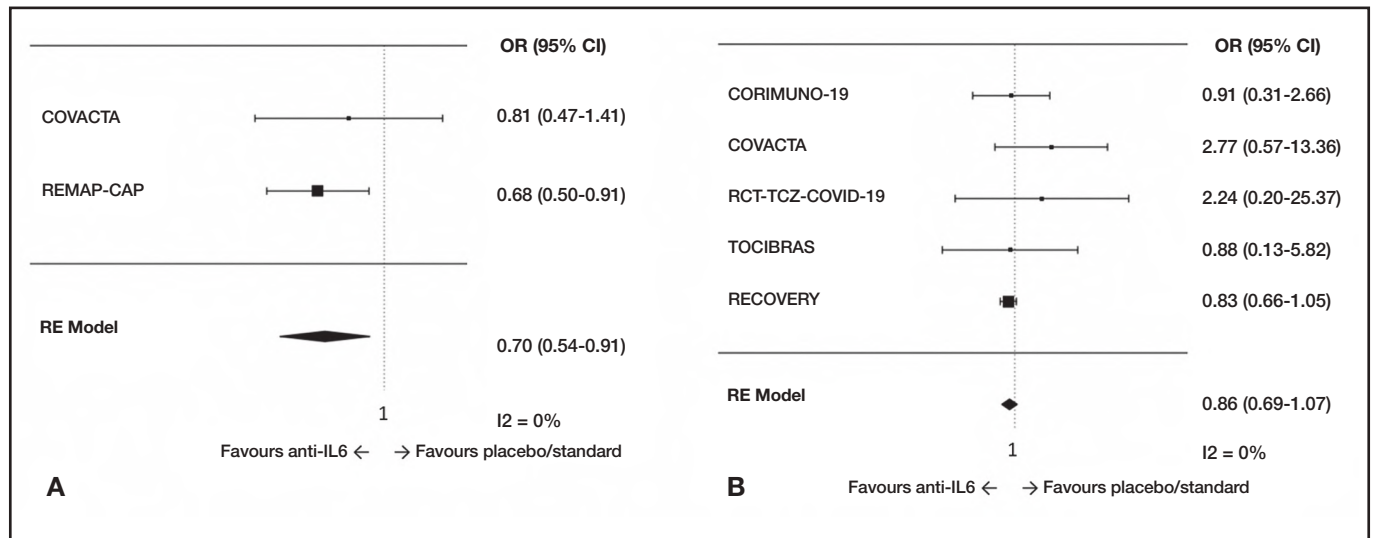 OR (95% CI)
COVACTA 0.81 (0.47-1.41)
REMAP-CAP 0.68 (0.50-0.91)
RE Model 0.70 (0.54-0.91)
1
I2 = 0%
Favours anti-IL6 ← → Favours placebo/standard
A
OR (95% CI)
CORIMUNO-19 0.91 (0.31-2.66)
COVACTA 2.77 (0.57-13.36)
RCT-TCZ-COVID-19 2.24 (0.20-25.37)
TOCIBRAS 0.88 (0.13-5.82)
RECOVERY 0.83 (0.66-1.05)
RE Model 0.86 (0.69-1.07)
1
I2 = 0%
Favours anti-IL6 ← → Favours placebo/standard
B